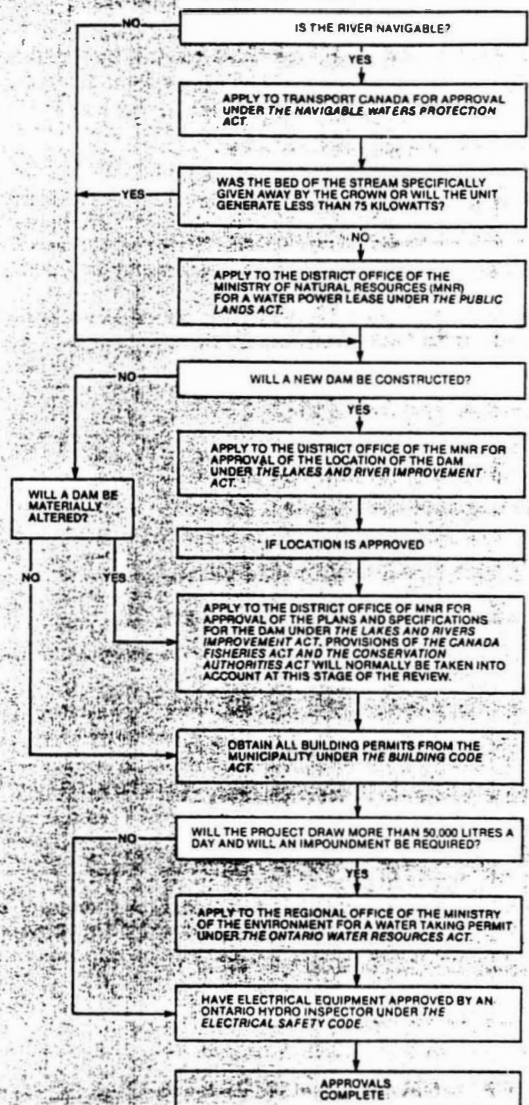 NO
IS THE RIVER NAVIGABLE?
YES
APPLY TO TRANSPORT CANADA FOR APPROVAL
UNDER THE NAVIGABLE WATERS PROTECTION
ACT.
YES
WAS THE BED OF THE STREAM SPECIFICALLY
GIVEN AWAY BY THE CROWN OR WILL THE UNIT
GENERATE LESS THAN 75 KILOWATTS?
NO
APPLY TO THE DISTRICT OFFICE OF THE
MINISTRY OF NATURAL RESOURCES (MNR)
FOR A WATER POWER LEASE UNDER THE PUBLIC
LANDS ACT.
NO
WILL A NEW DAM BE CONSTRUCTED?
YES
APPLY TO THE DISTRICT OFFICE OF THE MNR FOR
APPROVAL OF THE LOCATION OF THE DAM
UNDER THE LAKES AND RIVER IMPROVEMENT
ACT.
WILL A DAM BE
MATERIALLY
ALTERED?
NO
YES
IF LOCATION IS APPROVED
APPLY TO THE DISTRICT OFFICE OF MNR FOR
APPROVAL OF THE PLANS AND SPECIFICATIONS
FOR THE DAM UNDER THE LAKES AND RIVERS
IMPROVEMENT ACT. PROVISIONS OF THE CANADA
FISHERIES ACT AND THE CONSERVATION
AUTHORITIES ACT WILL NORMALLY BE TAKEN INTO
ACCOUNT AT THIS STAGE OF THE REVIEW.
OBTAIN ALL BUILDING PERMITS FROM THE
MUNICIPALITY UNDER THE BUILDING CODE
ACT.
NO
WILL THE PROJECT DRAW MORE THAN 50,000 LITRES A
DAY AND WILL AN IMPOUNDMENT BE REQUIRED?
YES
APPLY TO THE REGIONAL OFFICE OF THE MINISTRY
OF THE ENVIRONMENT FOR A WATER TAKING PERMIT
UNDER THE ONTARIO WATER RESOURCES ACT.
HAVE ELECTRICAL EQUIPMENT APPROVED BY AN
ONTARIO HYDRO INSPECTOR UNDER THE
ELECTRICAL SAFETY CODE.
APPROVALS
COMPLETE